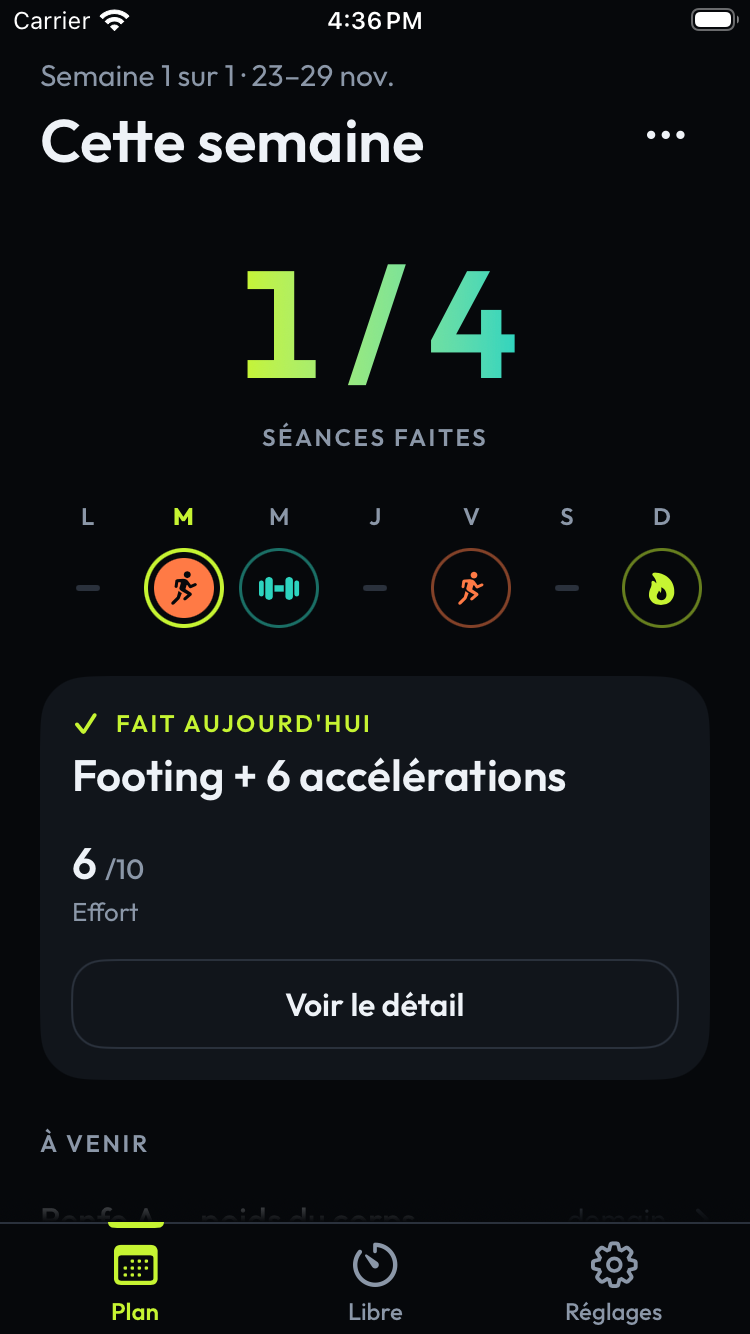 Carrier 4:36 PM
Semaine 1 sur 1 · 23–29 nov.
Cette semaine
1/4
SÉANCES FAITES
L M M J V S D
FAIT AUJOURD'HUI
Footing + 6 accélérations
6 /10
Effort
Voir le détail
À VENIR
Plan Libre Réglages